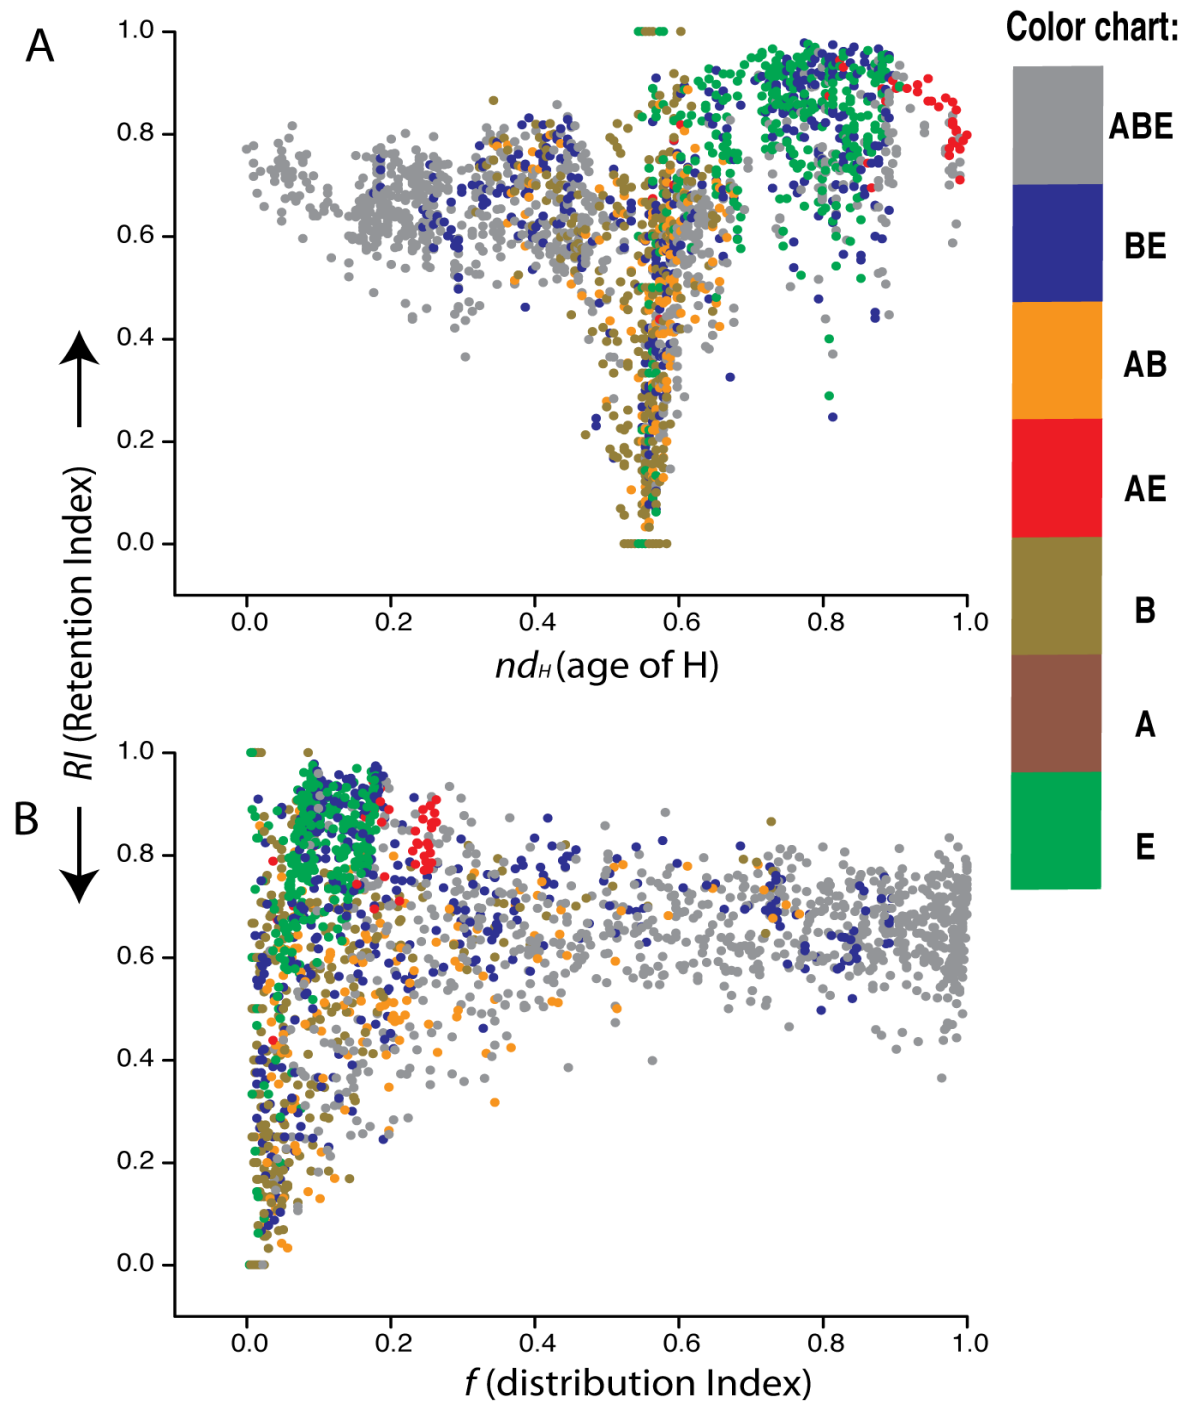 A
Color chart:
1.0
0.8
0.6
0.4
0.2
0.0
0.0 0.2 0.4 0.6 0.8 1.0
ndH (age of H)
RI (Retention Index)
B
1.0
0.8
0.6
0.4
0.2
0.0
0.0 0.2 0.4 0.6 0.8 1.0
f (distribution Index)
ABE
BE
AB
AE
B
A
E